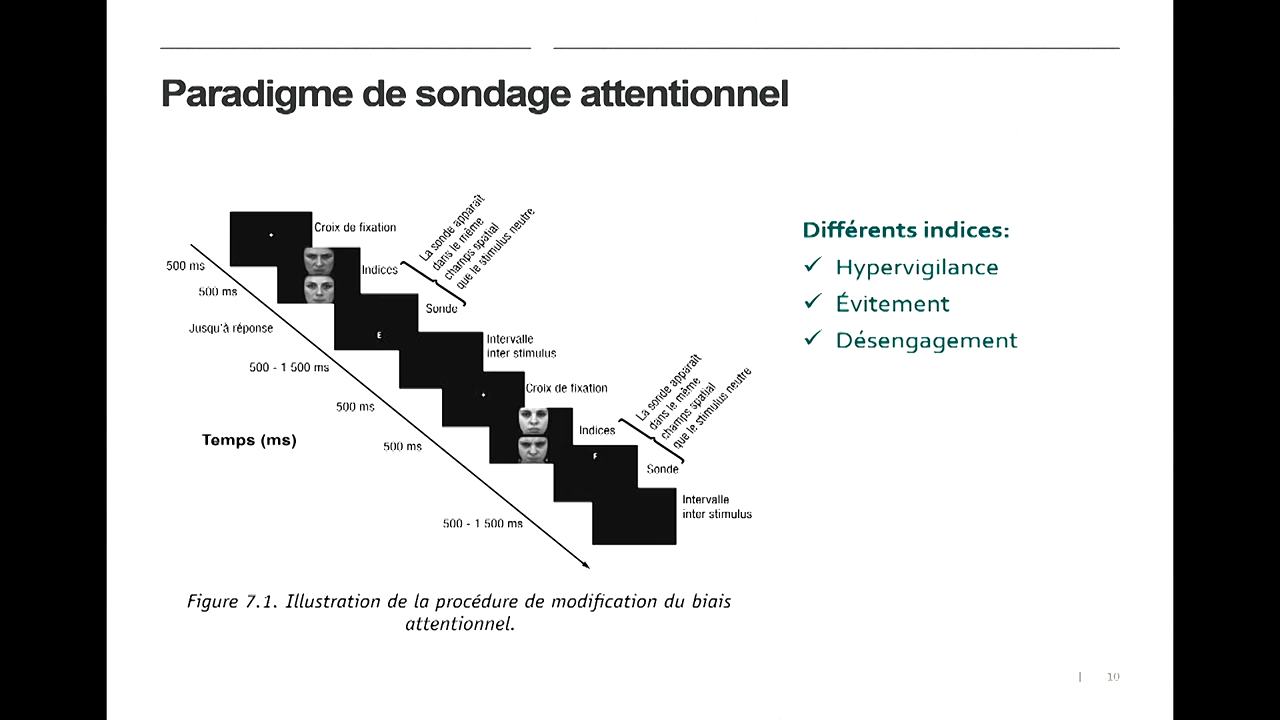 Paradigme de sondage attentionnel
Croix de fixation
La sonde apparaît
dans le même
champs spatial
que le stimulus neutre
500 ms
Indices
500 ms
Sonde
Jusqu'à réponse
E
Intervalle
inter stimulus
500 - 1 500 ms
Croix de fixation
La sonde apparaît
dans le même
champs spatial
que le stimulus neutre
500 ms
Indices
500 ms
F
Sonde
Temps (ms)
Intervalle
inter stimulus
500 - 1 500 ms
Figure 7.1. Illustration de la procédure de modification du biais
attentionnel.
Différents indices:
✓ Hypervigilance
✓ Évitement
✓ Désengagement
| 10